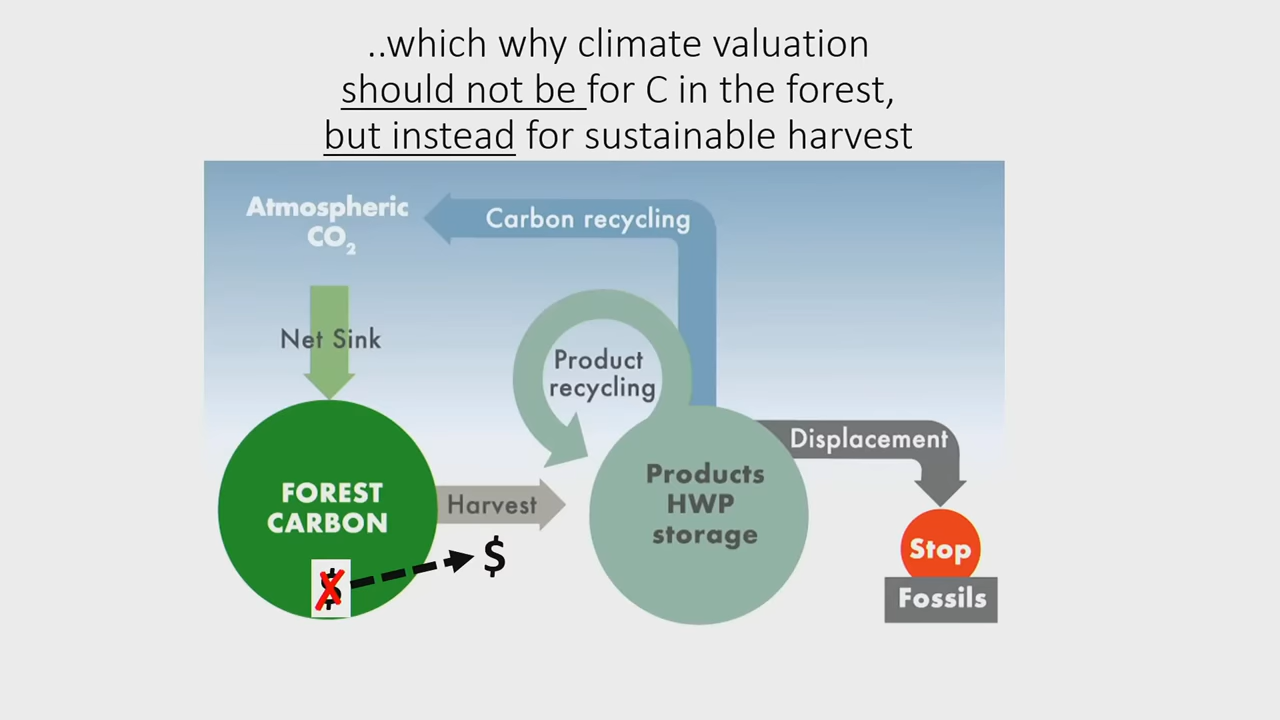 ..which why climate valuation
should not be for C in the forest,
but instead for sustainable harvest
Atmospheric
CO₂
Carbon recycling
Net Sink
Product
recycling
Displacement
FOREST
CARBON
Harvest
Products
HWP
storage
$
$
Stop
Fossils